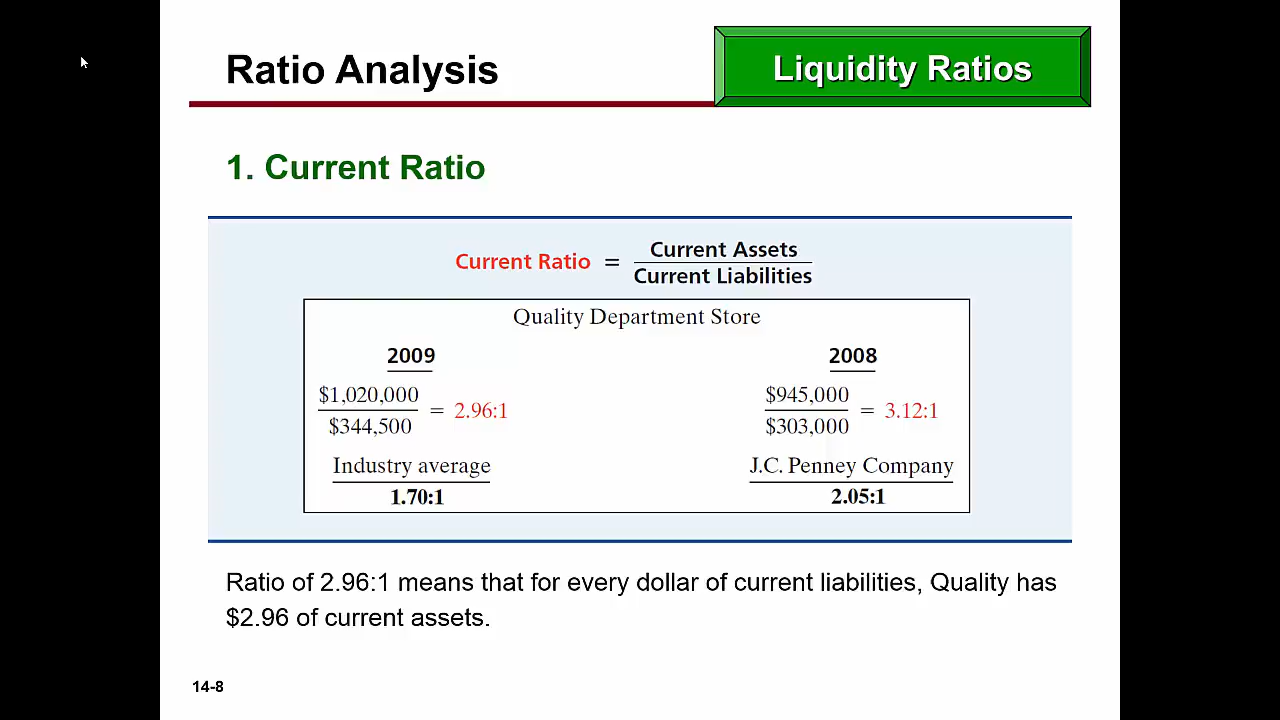 Ratio Analysis
Liquidity Ratios
1. Current Ratio
Current Ratio = Current Assets
Current Liabilities
Quality Department Store
2009
2008
$1,020,000
$344,500
= 2.96:1
$945,000
$303,000
= 3.12:1
Industry average
1.70:1
J.C. Penney Company
2.05:1
Ratio of 2.96:1 means that for every dollar of current liabilities, Quality has
$2.96 of current assets.
14-8